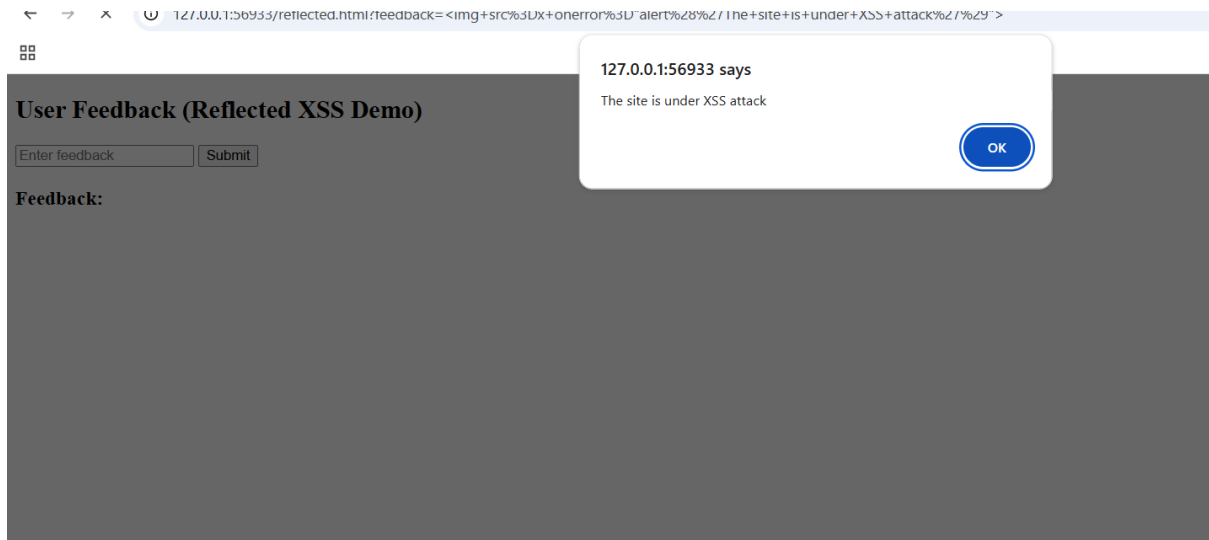 127.0.0.1:56933/reflected.html?feedback=<img+src%3Dx+onerror%3D"alert%28%27The+site+is+under+XSS+attack%27%29">
127.0.0.1:56933 says
The site is under XSS attack
OK
User Feedback (Reflected XSS Demo)
Enter feedback Submit
Feedback: